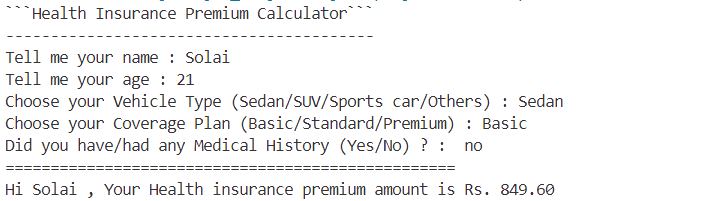 ```Health Insurance Premium Calculator```
-----------------------------------------
Tell me your name : Solai
Tell me your age : 21
Choose your Vehicle Type (Sedan/SUV/Sports car/Others) : Sedan
Choose your Coverage Plan (Basic/Standard/Premium) : Basic
Did you have/had any Medical History (Yes/No) ? :  no
==================================================
Hi Solai , Your Health insurance premium amount is Rs. 849.60